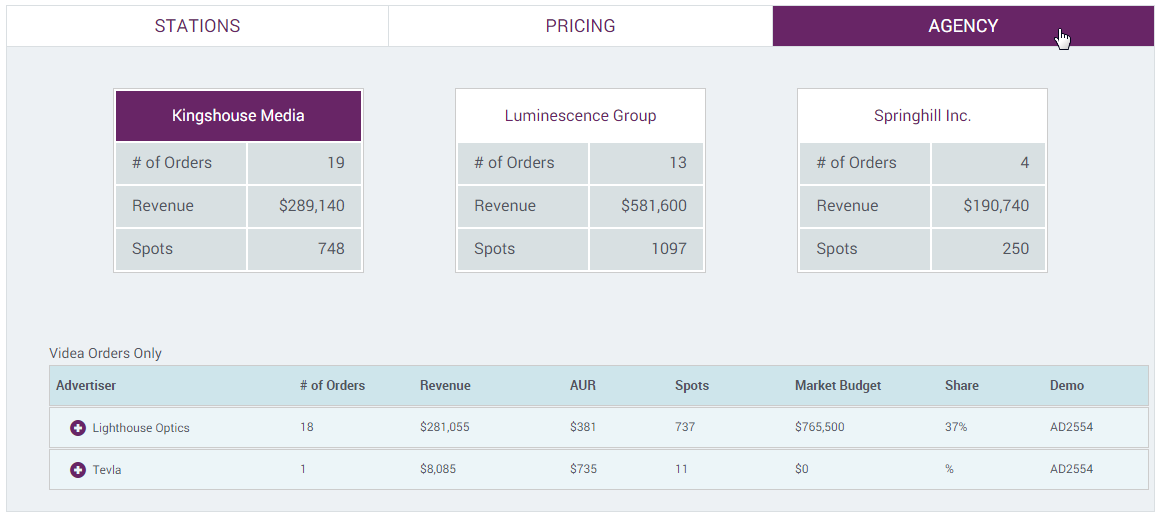 STATIONS PRICING AGENCY
Kingshouse Media Luminescence Group Springhill Inc.
# of Orders 19 # of Orders 13 # of Orders 4
Revenue $289,140 Revenue $581,600 Revenue $190,740
Spots 748 Spots 1097 Spots 250
Videa Orders Only
Advertiser # of Orders Revenue AUR Spots Market Budget Share Demo
Lighthouse Optics 18 $281,055 $381 737 $765,500 37% AD2554
Tevla 1 $8,085 $735 11 $0 % AD2554